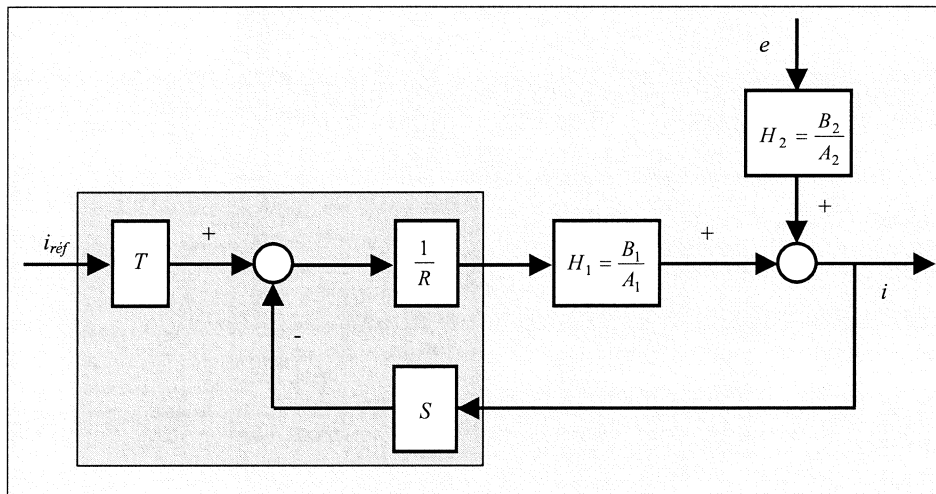 e
H₂ = B₂/A₂
+
i_réf
T
+
1/R
H₁ = B₁/A₁
+
i
-
S